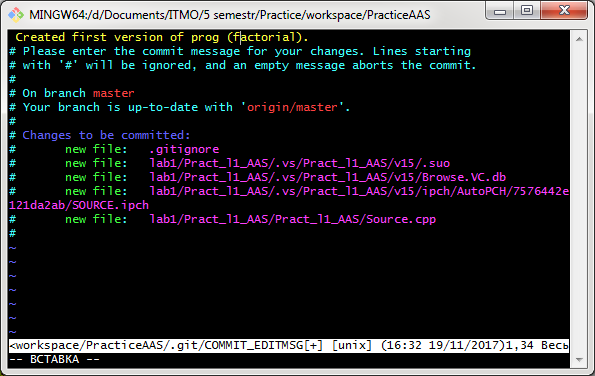 MINGW64:/d/Documents/ITMO/5 semestr/Practice/workspace/PracticeAAS
Created first version of prog (factorial).
# Please enter the commit message for your changes. Lines starting
# with '#' will be ignored, and an empty message aborts the commit.
#
# On branch master
# Your branch is up-to-date with 'origin/master'.
#
# Changes to be committed:
#       new file:   .gitignore
#       new file:   lab1/Pract_l1_AAS/.vs/Pract_l1_AAS/v15/.suo
#       new file:   lab1/Pract_l1_AAS/.vs/Pract_l1_AAS/v15/Browse.VC.db
#       new file:   lab1/Pract_l1_AAS/.vs/Pract_l1_AAS/v15/ipch/AutoPCH/7576442e
121da2ab/SOURCE.ipch
#       new file:   lab1/Pract_l1_AAS/Pract_l1_AAS/Source.cpp
#
~
~
~
~
~
~
~
<workspace/PracticeAAS/.git/COMMIT_EDITMSG[+] [unix] (16:32 19/11/2017)1,34 Весь
-- ВСТАВКА --